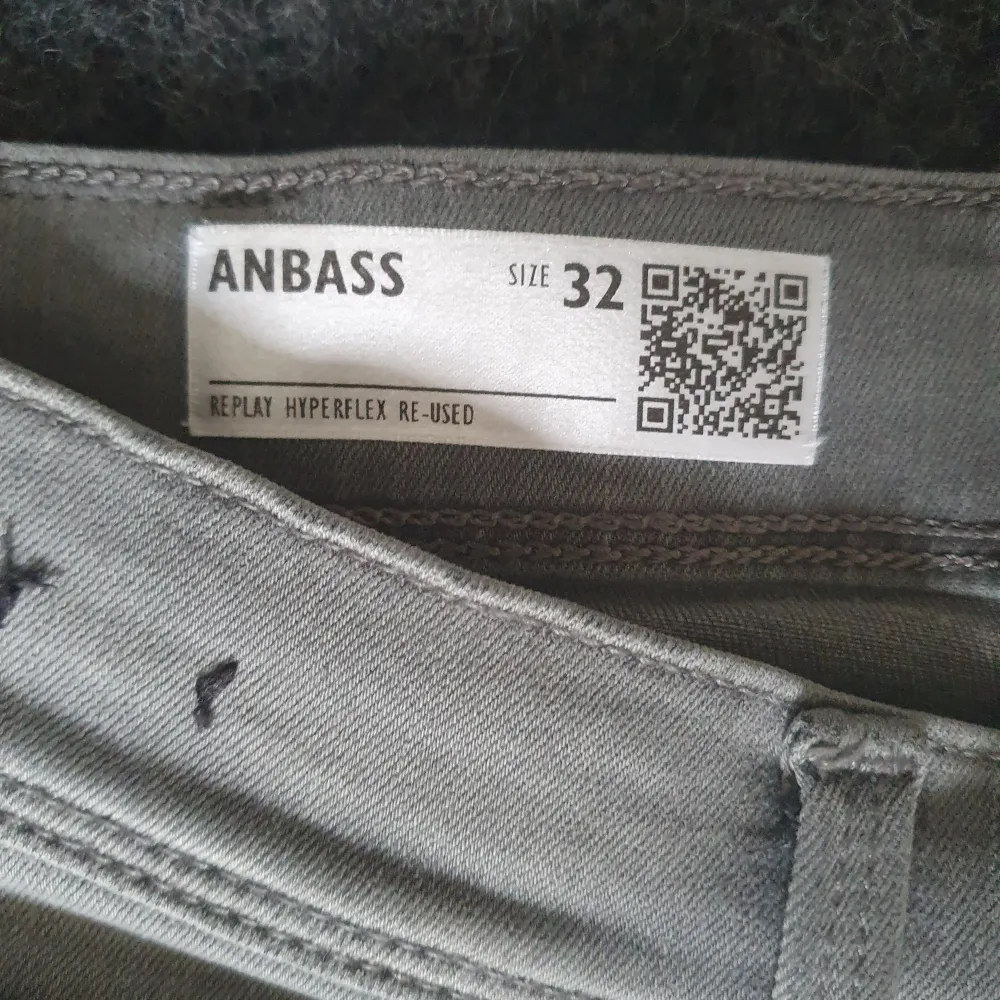 ANBASS SIZE 32
REPLAY HYPERFLEX RE-USED